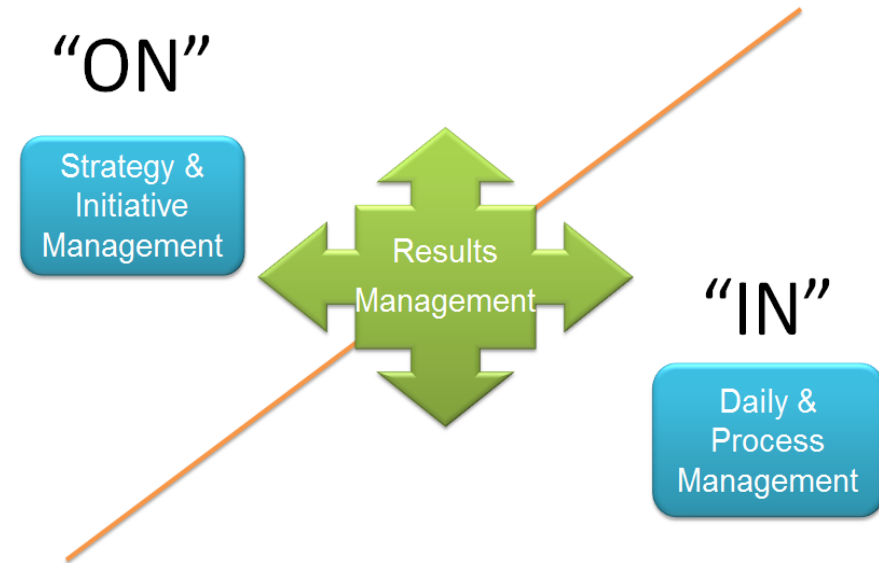 “ON”
Strategy &
Initiative
Management
Results
Management
“IN”
Daily &
Process
Management